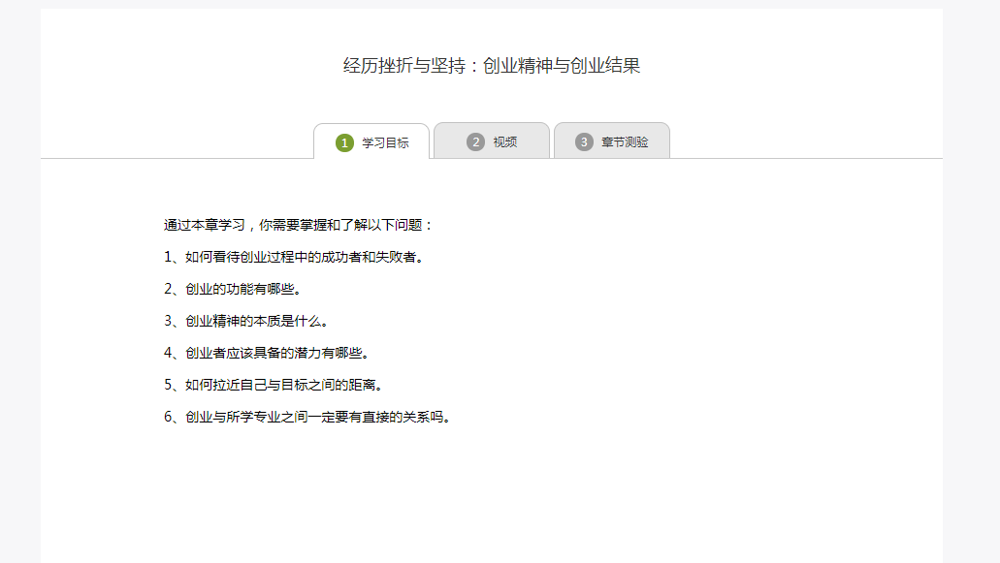 经历挫折与坚持：创业精神与创业结果
1 学习目标
2 视频
3 章节测验
通过本章学习，你需要掌握和了解以下问题：
1、如何看待创业过程中的成功者和失败者。
2、创业的功能有哪些。
3、创业精神的本质是什么。
4、创业者应该具备的潜力有哪些。
5、如何拉近自己与目标之间的距离。
6、创业与所学专业之间一定要有直接的关系吗。